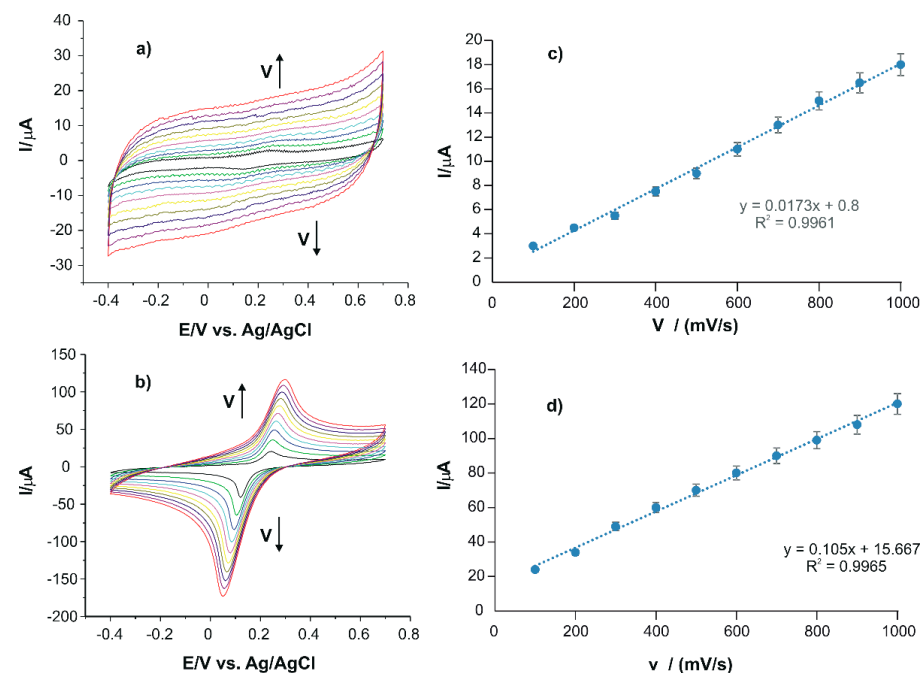 a)
V
V
I/µA
40
30
20
10
0
-10
-20
-30
-0.4 -0.2 0 0.2 0.4 0.6 0.8
E/V vs. Ag/AgCl
c)
I/µA
20
18
16
14
12
10
8
6
4
2
0
y = 0.0173x + 0.8
R² = 0.9961
0 200 400 600 800 1000
V / (mV/s)
b)
V
V
I/µA
150
100
50
0
-50
-100
-150
-200
-0.4 -0.2 0 0.2 0.4 0.6 0.8
E/V vs. Ag/AgCl
d)
I/µA
140
120
100
80
60
40
20
0
y = 0.105x + 15.667
R² = 0.9965
0 200 400 600 800 1000
v / (mV/s)